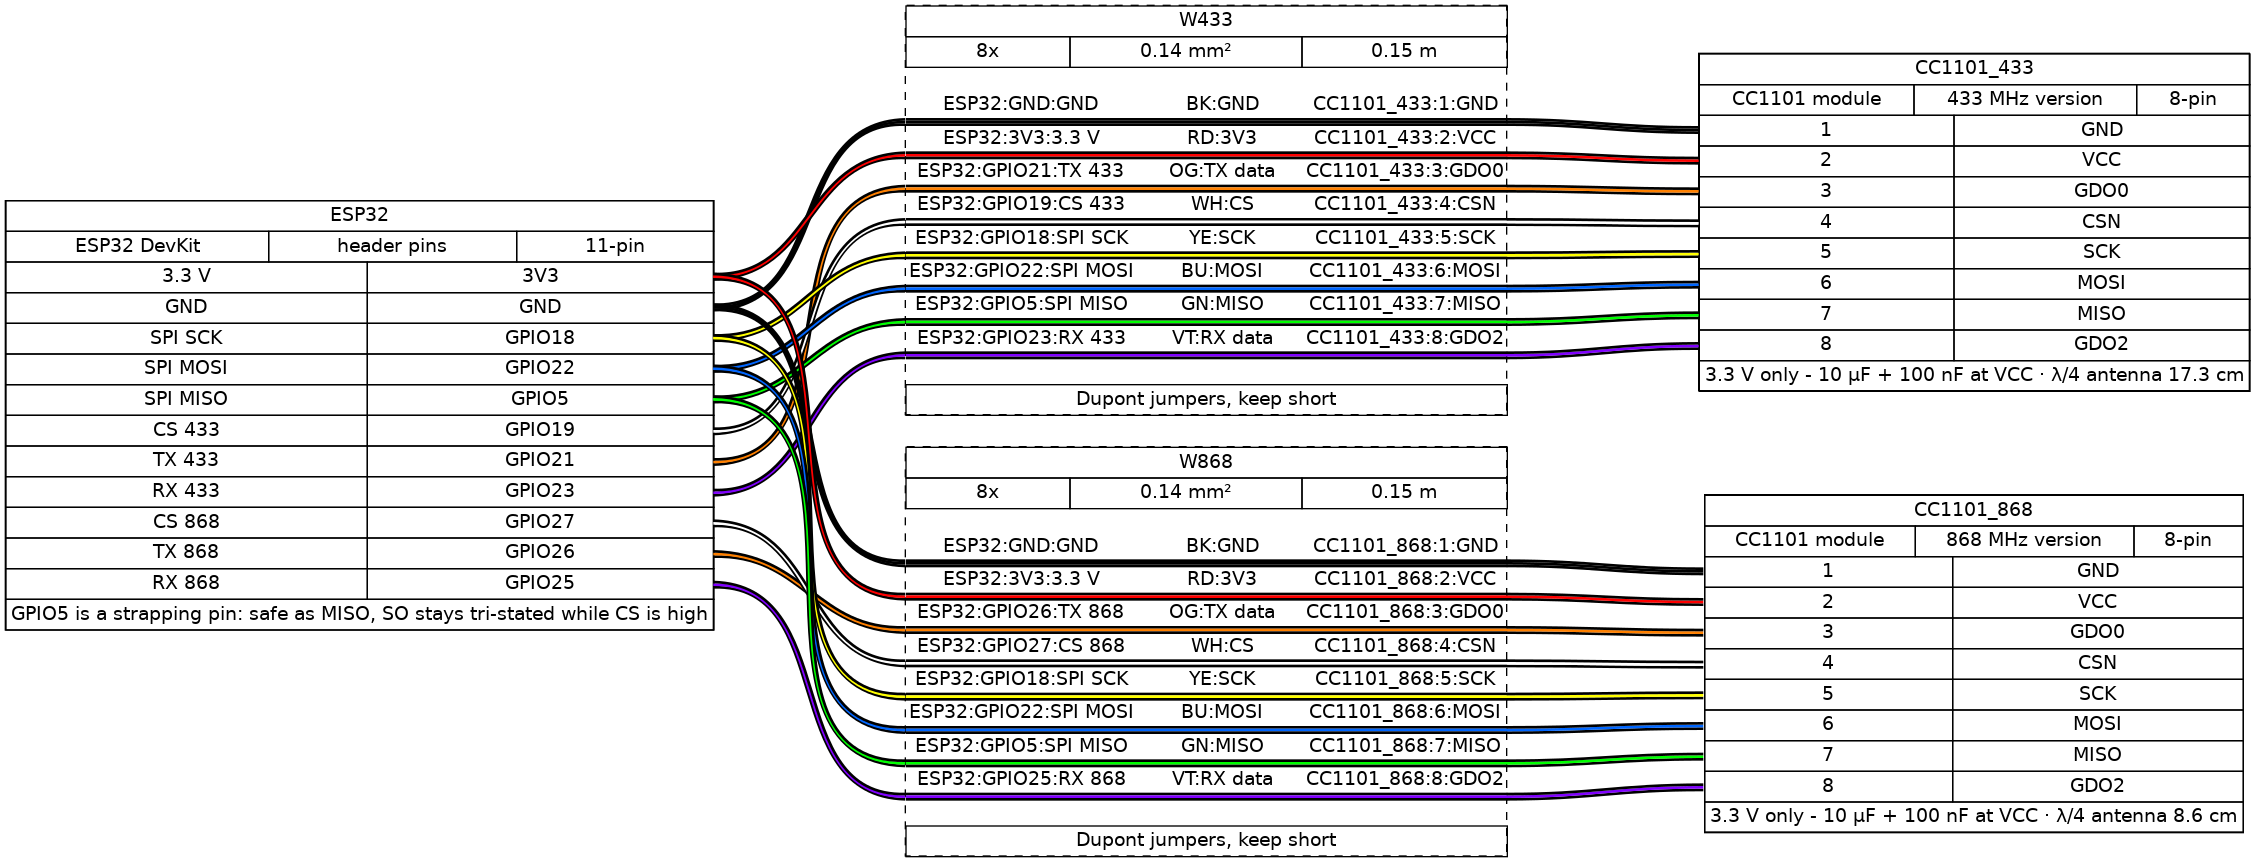 W433
8x 0.14 mm² 0.15 m
ESP32:GND:GND BK:GND CC1101_433:1:GND
ESP32:3V3:3.3 V RD:3V3 CC1101_433:2:VCC
ESP32:GPIO21:TX 433 OG:TX data CC1101_433:3:GDO0
ESP32:GPIO19:CS 433 WH:CS CC1101_433:4:CSN
ESP32:GPIO18:SPI SCK YE:SCK CC1101_433:5:SCK
ESP32:GPIO22:SPI MOSI BU:MOSI CC1101_433:6:MOSI
ESP32:GPIO5:SPI MISO GN:MISO CC1101_433:7:MISO
ESP32:GPIO23:RX 433 VT:RX data CC1101_433:8:GDO2
Dupont jumpers, keep short
CC1101_433
CC1101 module 433 MHz version 8-pin
1 GND
2 VCC
3 GDO0
4 CSN
5 SCK
6 MOSI
7 MISO
8 GDO2
3.3 V only - 10 µF + 100 nF at VCC · λ/4 antenna 17.3 cm
ESP32
ESP32 DevKit header pins 11-pin
3.3 V 3V3
GND GND
SPI SCK GPIO18
SPI MOSI GPIO22
SPI MISO GPIO5
CS 433 GPIO19
TX 433 GPIO21
RX 433 GPIO23
CS 868 GPIO27
TX 868 GPIO26
RX 868 GPIO25
GPIO5 is a strapping pin: safe as MISO, SO stays tri-stated while CS is high
W868
8x 0.14 mm² 0.15 m
ESP32:GND:GND BK:GND CC1101_868:1:GND
ESP32:3V3:3.3 V RD:3V3 CC1101_868:2:VCC
ESP32:GPIO26:TX 868 OG:TX data CC1101_868:3:GDO0
ESP32:GPIO27:CS 868 WH:CS CC1101_868:4:CSN
ESP32:GPIO18:SPI SCK YE:SCK CC1101_868:5:SCK
ESP32:GPIO22:SPI MOSI BU:MOSI CC1101_868:6:MOSI
ESP32:GPIO5:SPI MISO GN:MISO CC1101_868:7:MISO
ESP32:GPIO25:RX 868 VT:RX data CC1101_868:8:GDO2
Dupont jumpers, keep short
CC1101_868
CC1101 module 868 MHz version 8-pin
1 GND
2 VCC
3 GDO0
4 CSN
5 SCK
6 MOSI
7 MISO
8 GDO2
3.3 V only - 10 µF + 100 nF at VCC · λ/4 antenna 8.6 cm